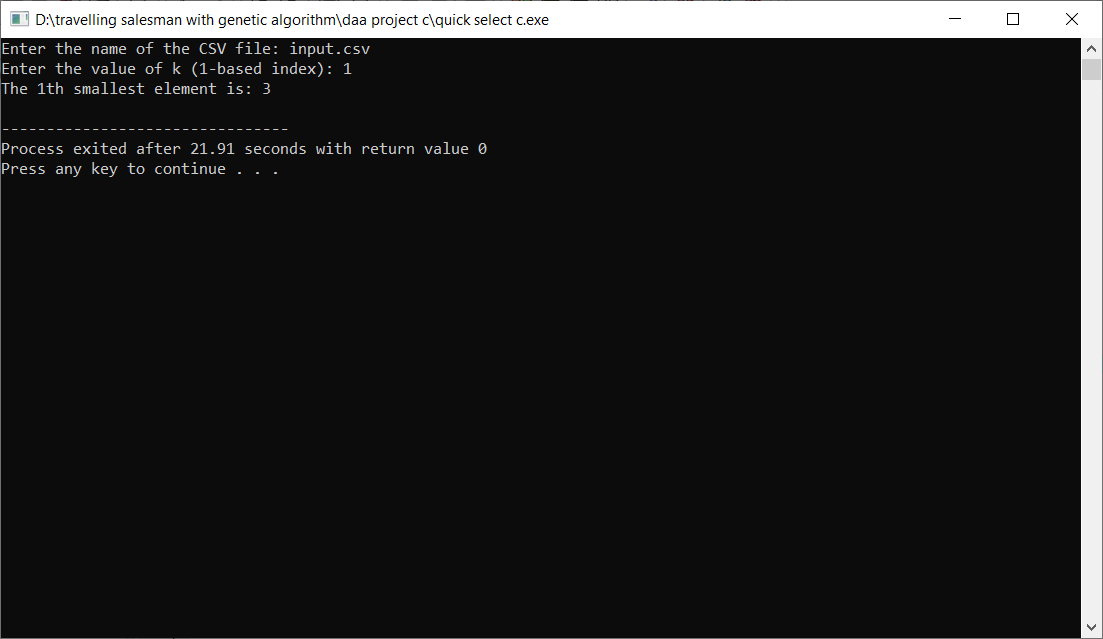 D:\travelling salesman with genetic algorithm\daa project c\quick select c.exe
Enter the name of the CSV file: input.csv
Enter the value of k (1-based index): 1
The 1th smallest element is: 3
--------------------------------
Process exited after 21.91 seconds with return value 0
Press any key to continue . . .